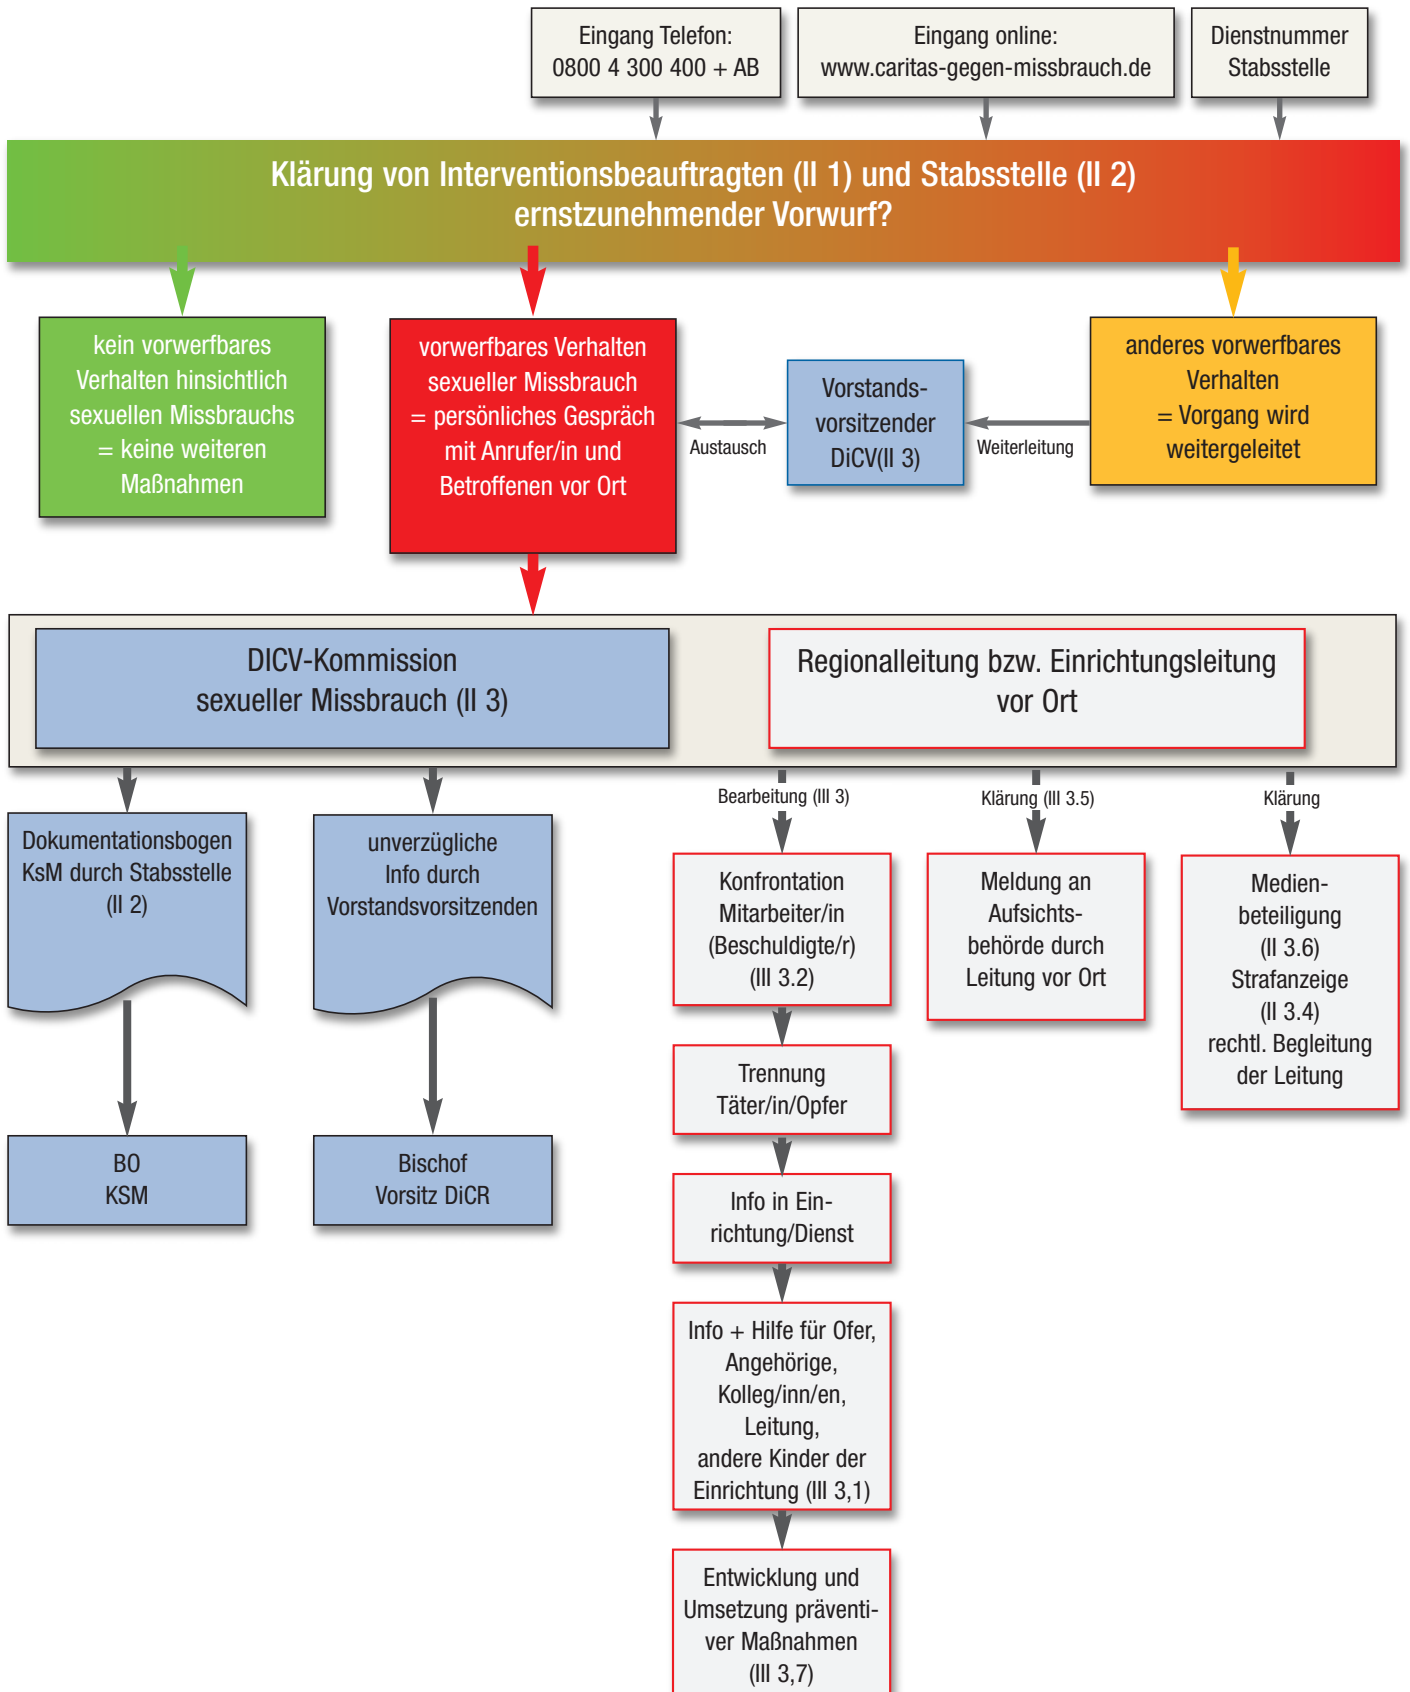 Eingang Telefon:
0800 4 300 400 + AB
Eingang online:
www.caritas-gegen-missbrauch.de
Dienstnummer
Stabsstelle
Klärung von Interventionsbeauftragten (II 1) und Stabsstelle (II 2)
ernstzunehmender Vorwurf?
kein vorwerfbares
Verhalten hinsichtlich
sexuellen Missbrauchs
= keine weiteren
Maßnahmen
vorwerfbares Verhalten
sexueller Missbrauch
= persönliches Gespräch
mit Anrufer/in und
Betroffenen vor Ort
Austausch
Vorstands-
vorsitzender
DiCV(II 3)
Weiterleitung
anderes vorwerfbares
Verhalten
= Vorgang wird
weitergeleitet
DICV-Kommission
sexueller Missbrauch (II 3)
Regionalleitung bzw. Einrichtungsleitung
vor Ort
Dokumentationsbogen
KsM durch Stabsstelle
(II 2)
BO
KSM
unverzügliche
Info durch
Vorstandsvorsitzenden
Bischof
Vorsitz DiCR
Bearbeitung (III 3)
Konfrontation
Mitarbeiter/in
(Beschuldigte/r)
(III 3.2)
Trennung
Täter/in/Opfer
Info in Ein-
richtung/Dienst
Info + Hilfe für Ofer,
Angehörige,
Kolleg/inn/en,
Leitung,
andere Kinder der
Einrichtung (III 3,1)
Entwicklung und
Umsetzung präventi-
ver Maßnahmen
(III 3,7)
Klärung (III 3.5)
Meldung an
Aufsichts-
behörde durch
Leitung vor Ort
Klärung
Medien-
beteiligung
(II 3.6)
Strafanzeige
(II 3.4)
rechtl. Begleitung
der Leitung